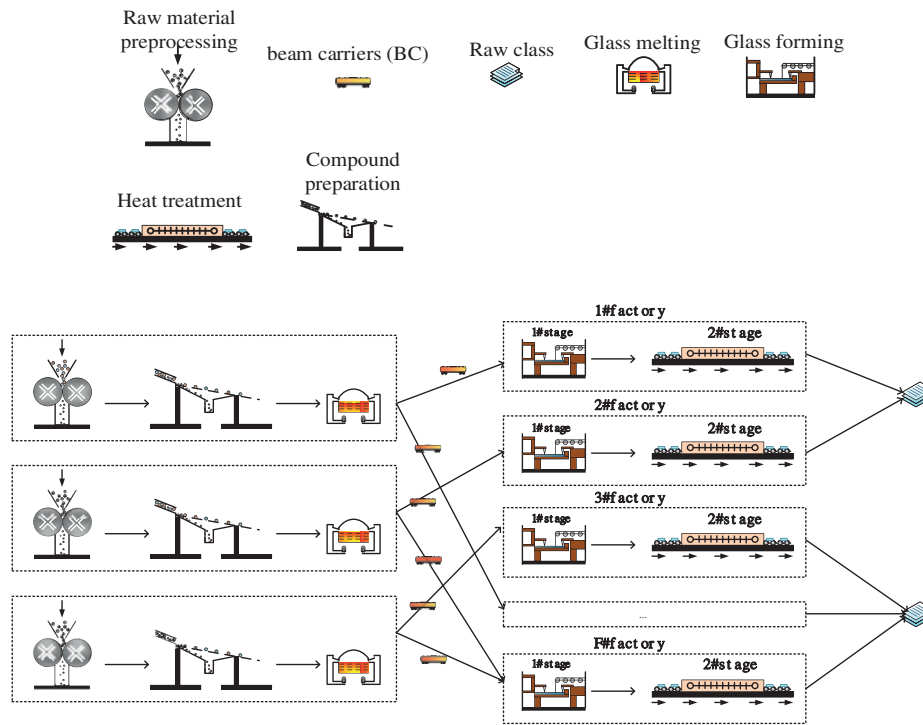 Raw material
preprocessing
beam carriers (BC)
Raw class
Glass melting
Glass forming
Heat treatment
Compound
preparation
1#factory
1#stage
2#stage
2#factory
1#stage
2#stage
3#factory
1#stage
2#stage
...
F#factory
1#stage
2#stage